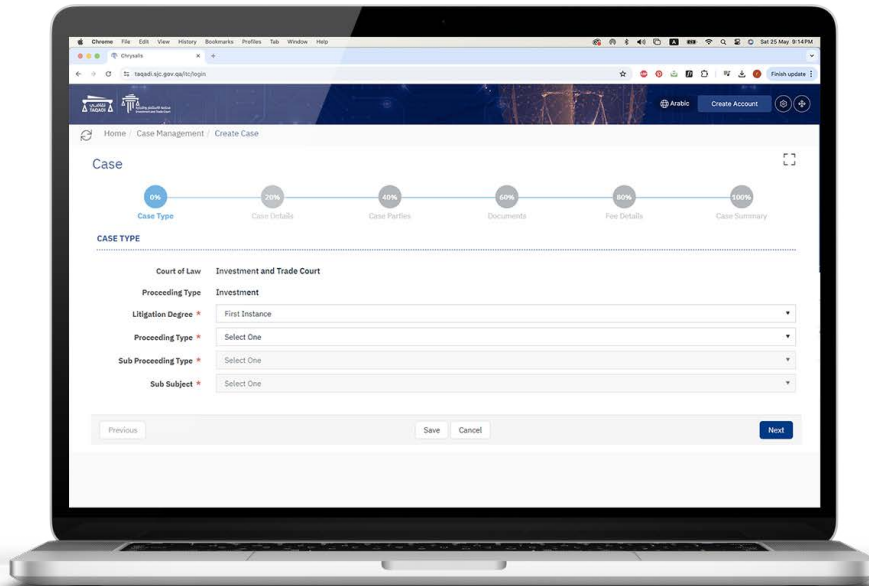 Chrome File Edit View History Bookmarks Profiles Tab Window Help Sat 25 May 9:14 PM
Chrysalis
taqadi.sjc.gov.qa/itc/login Finish update
TAQADI Arabic Create Account
Home / Case Management / Create Case
Case
0% 20% 40% 60% 80% 100%
Case Type Case Details Case Parties Documents Fee Details Case Summary
CASE TYPE
Court of Law Investment and Trade Court
Proceeding Type Investment
Litigation Degree * First Instance
Proceeding Type * Select One
Sub Proceeding Type * Select One
Sub Subject * Select One
Previous Save Cancel Next